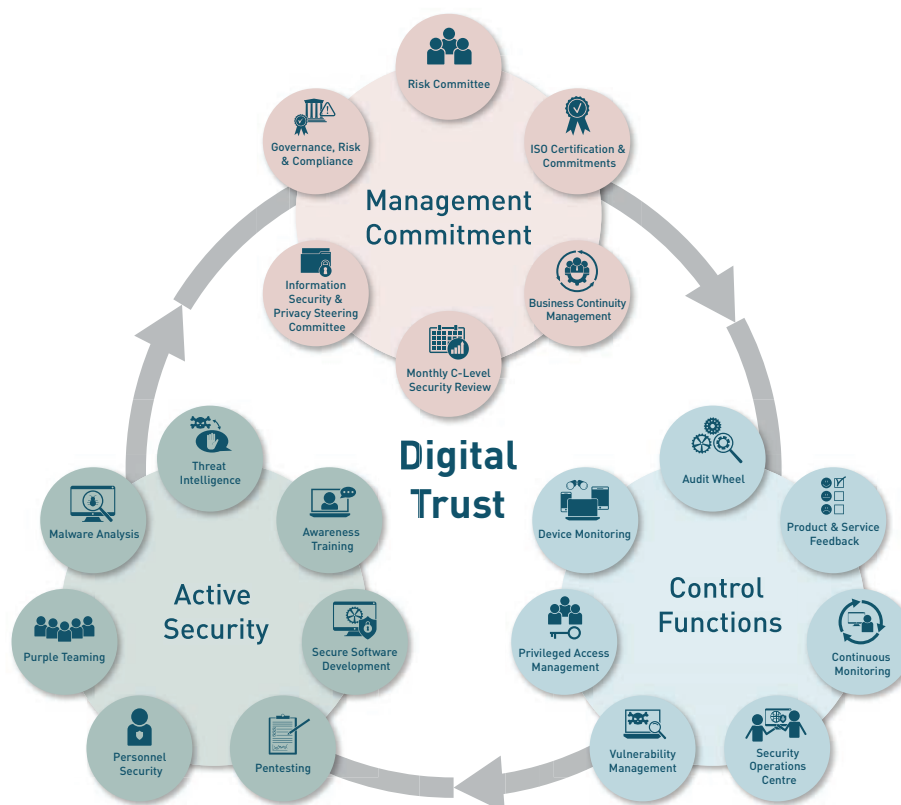 Risk Committee
Governance, Risk
& Compliance
ISO Certification &
Commitments
Management
Commitment
Information
Security &
Privacy Steering
Committee
Business Continuity
Management
Monthly C-Level
Security Review
Digital
Trust
Threat
Intelligence
Malware Analysis
Awareness
Training
Active
Security
Purple Teaming
Secure Software
Development
Personnel
Security
Pentesting
Audit Wheel
Device Monitoring
Product & Service
Feedback
Control
Functions
Privileged Access
Management
Continuous
Monitoring
Vulnerability
Management
Security
Operations
Centre